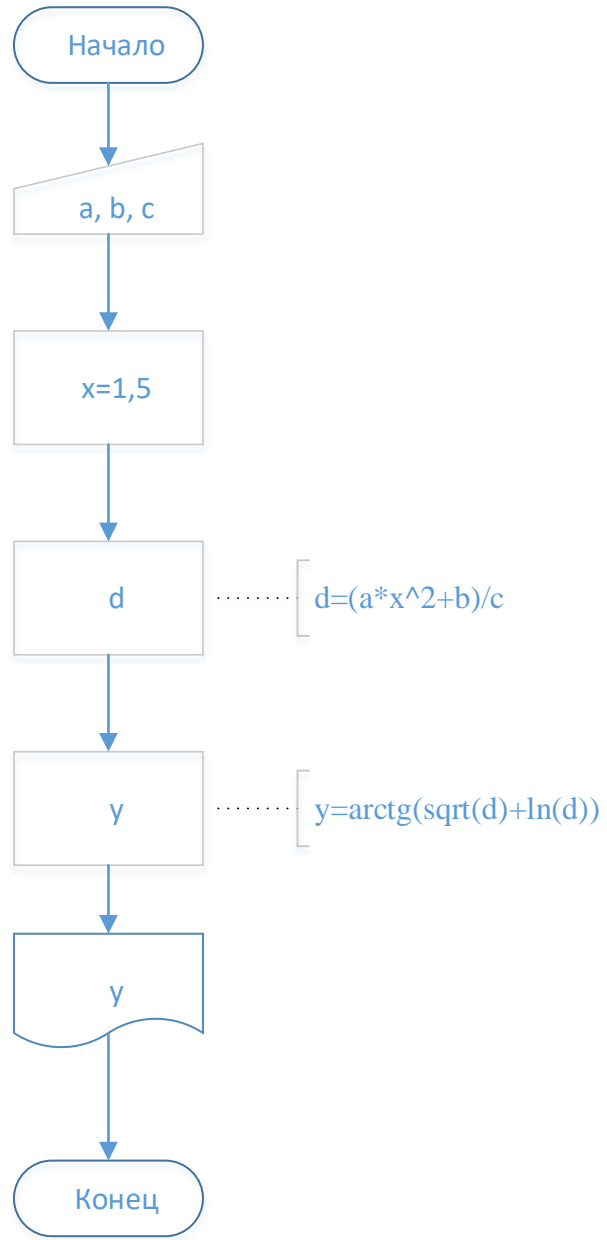 Начало
a, b, c
x=1,5
d
d=(a*x^2+b)/c
y
y=arctg(sqrt(d)+ln(d))
y
Конец